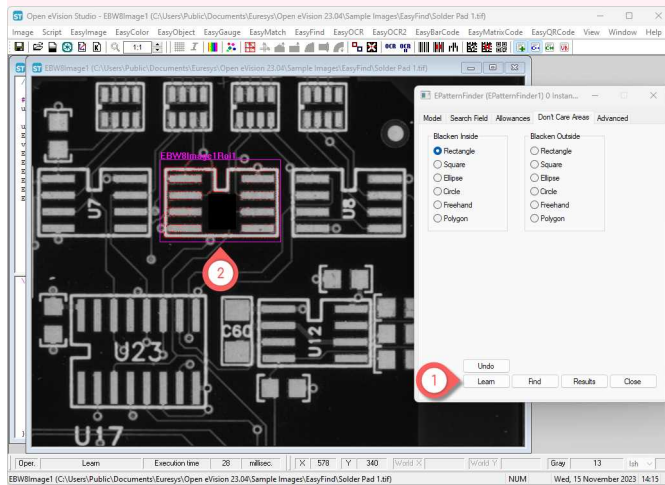 Open eVision Studio - EBW8Image1 (C:\Users\Public\Documents\Euresys\Open eVision 23.04\Sample Images\EasyFind\Solder Pad 1.tif)
Image Script EasyImage EasyColor EasyObject EasyGauge EasyMatch EasyFind EasyOCR EasyOCR2 EasyBarCode EasyMatrixCode EasyQRCode View Window Help
1:1
EBW8Image1 (C:\Users\Public\Documents\Euresys\Open eVision 23.04\Sample Images\EasyFind\Solder Pad 1.tif)
EPatternFinder (EPatternFinder1) 0 Instan...
Model Search Field Allowances Don't Care Areas Advanced
Blacken Inside Blacken Outside
Rectangle Rectangle
Square Square
Ellipse Ellipse
Circle Circle
Freehand Freehand
Polygon Polygon
EBW8Image1Roi1
U7
U8
2
C60
U12
U23
U17
Undo
1
Learn Find Results Close
Oper. Learn Execution time 28 millisec. X 578 Y 340 World X World Y Gray 13
EBW8Image1 (C:\Users\Public\Documents\Euresys\Open eVision 23.04\Sample Images\EasyFind\Solder Pad 1.tif) NUM Wed, 15 November 2023 14:15